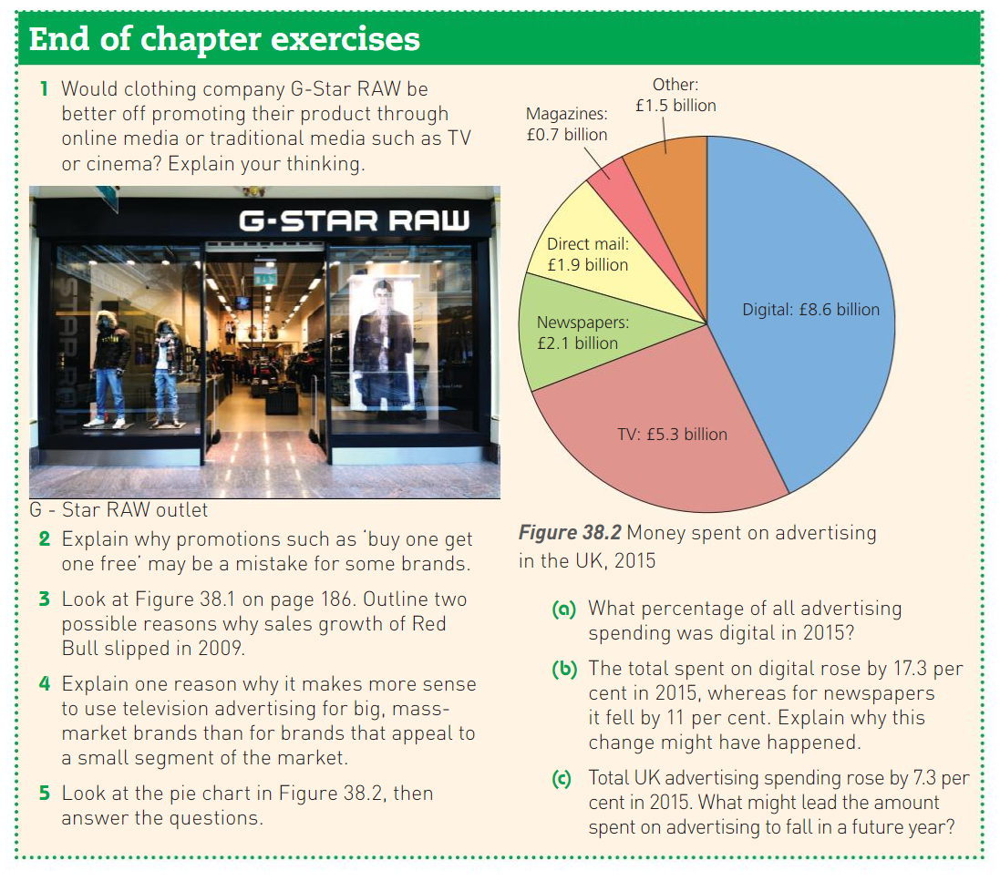 End of chapter exercises
1 Would clothing company G-Star RAW be
better off promoting their product through
online media or traditional media such as TV
or cinema? Explain your thinking.
G-STAR RAW
STAR RAW
G - Star RAW outlet
2 Explain why promotions such as ‘buy one get
one free’ may be a mistake for some brands.
3 Look at Figure 38.1 on page 186. Outline two
possible reasons why sales growth of Red
Bull slipped in 2009.
4 Explain one reason why it makes more sense
to use television advertising for big, mass-
market brands than for brands that appeal to
a small segment of the market.
5 Look at the pie chart in Figure 38.2, then
answer the questions.
Other:
£1.5 billion
Magazines:
£0.7 billion
Direct mail:
£1.9 billion
Digital: £8.6 billion
Newspapers:
£2.1 billion
TV: £5.3 billion
Figure 38.2 Money spent on advertising
in the UK, 2015
(a) What percentage of all advertising
spending was digital in 2015?
(b) The total spent on digital rose by 17.3 per
cent in 2015, whereas for newspapers
it fell by 11 per cent. Explain why this
change might have happened.
(c) Total UK advertising spending rose by 7.3 per
cent in 2015. What might lead the amount
spent on advertising to fall in a future year?